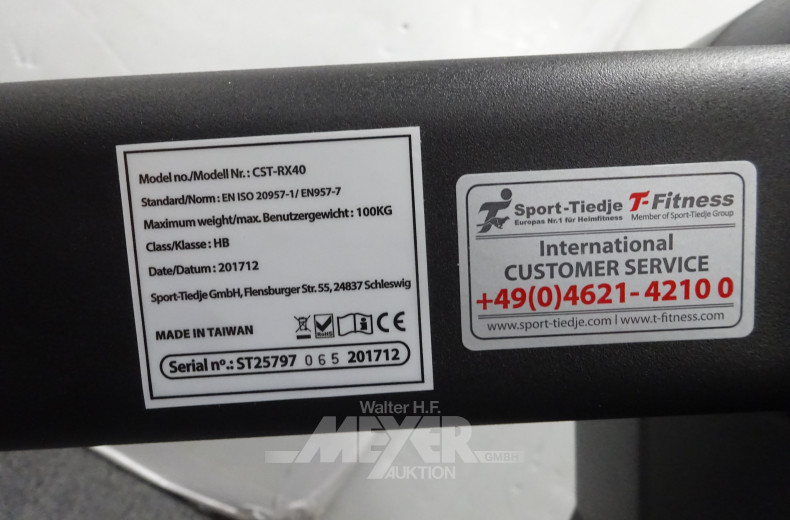 Model no./Modell Nr.: CST-RX40
Standard/Norm : EN ISO 20957-1/ EN957-7
Maximum weight/max. Benutzergewicht : 100KG
Class/Klasse : HB
Date/Datum : 201712
Sport-Tiedje GmbH, Flensburger Str. 55, 24837 Schleswig
MADE IN TAIWAN
RoHS
CE
Serial nº.: ST25797 065 201712
Sport-Tiedje
Europas Nr.1 für Heimfitness
T-Fitness
Member of Sport-Tiedje Group
International
CUSTOMER SERVICE
+49(0)4621- 4210 0
www.sport-tiedje.com | www.t-fitness.com
Walter H.F.
MEYER
GMBH
AUKTION